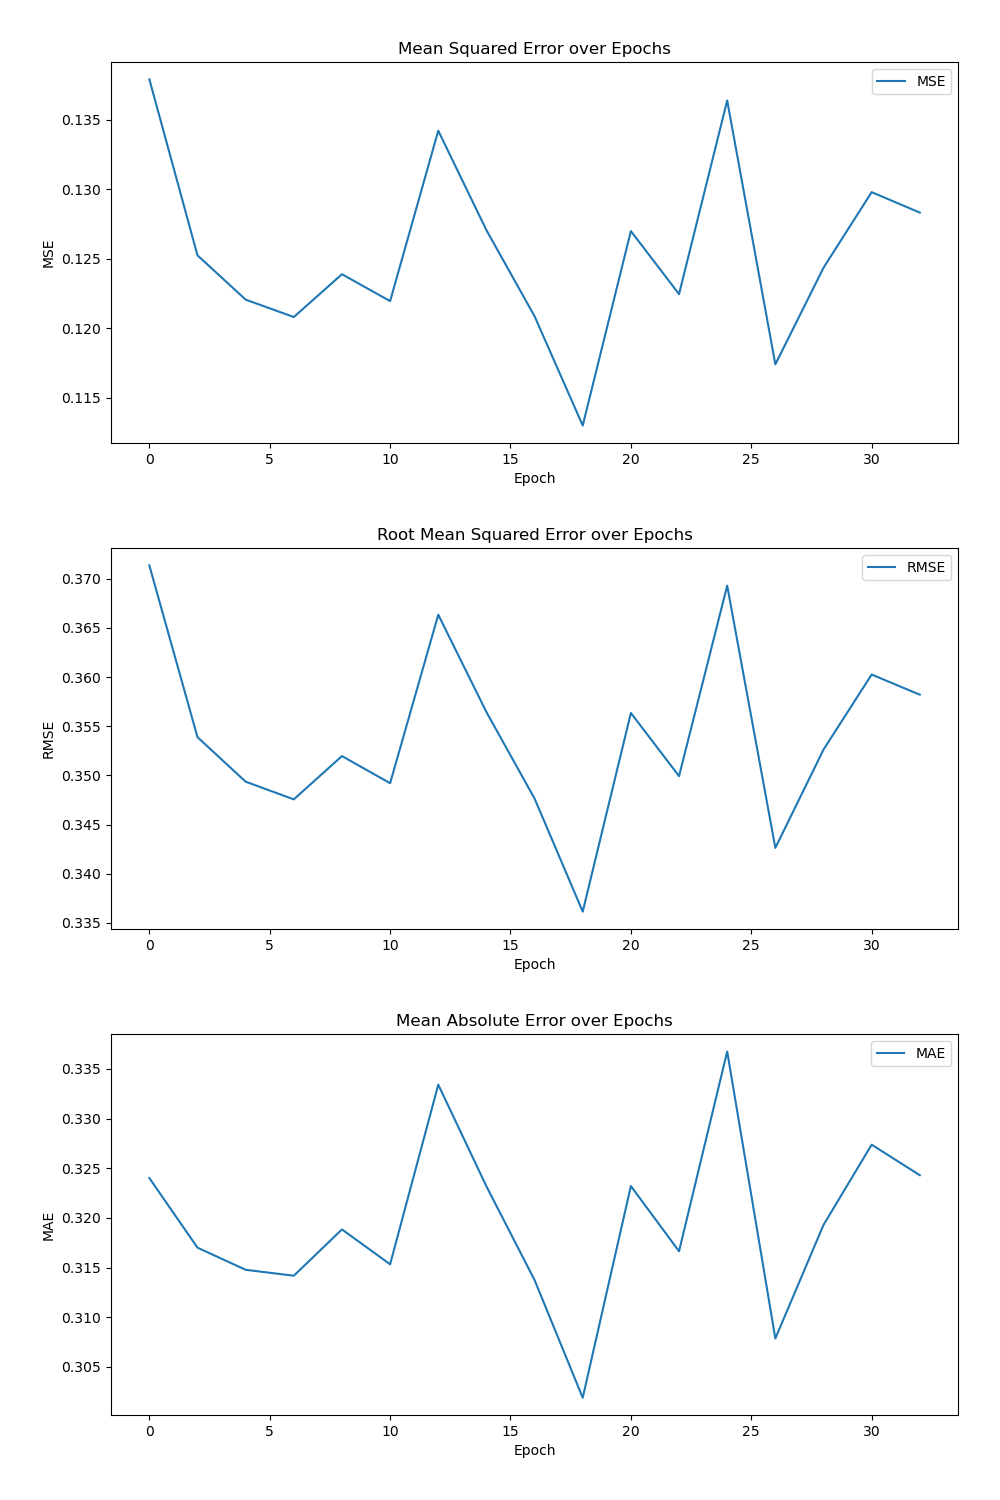 Mean Squared Error over Epochs
MSE
0.135
0.130
0.125
0.120
0.115
MSE
0 5 10 15 20 25 30
Epoch
Root Mean Squared Error over Epochs
RMSE
0.370
0.365
0.360
0.355
0.350
0.345
0.340
0.335
RMSE
0 5 10 15 20 25 30
Epoch
Mean Absolute Error over Epochs
MAE
0.335
0.330
0.325
0.320
0.315
0.310
0.305
MAE
0 5 10 15 20 25 30
Epoch